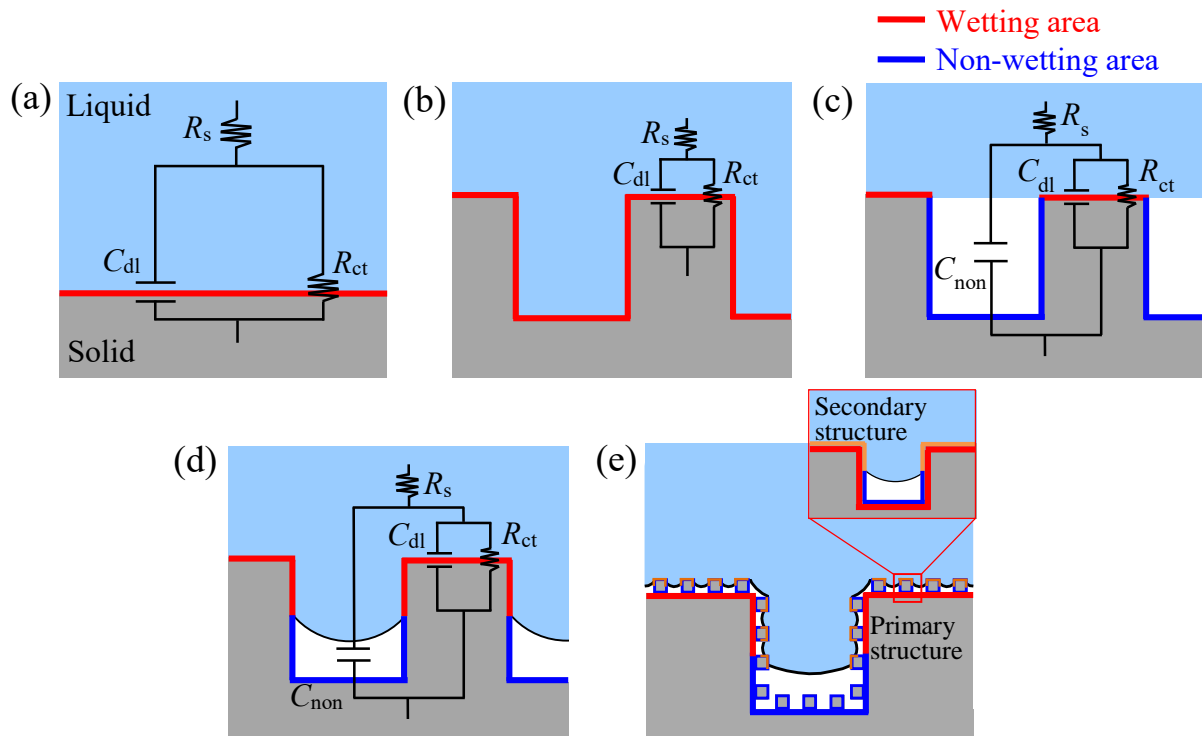 Wetting area
Non-wetting area
(a)
Liquid
Rs
Cdl
Rct
Solid
(b)
Rs
Cdl
Rct
(c)
Rs
Cdl
Rct
Cnon
(d)
Rs
Cdl
Rct
Cnon
(e)
Secondary
structure
Primary
structure